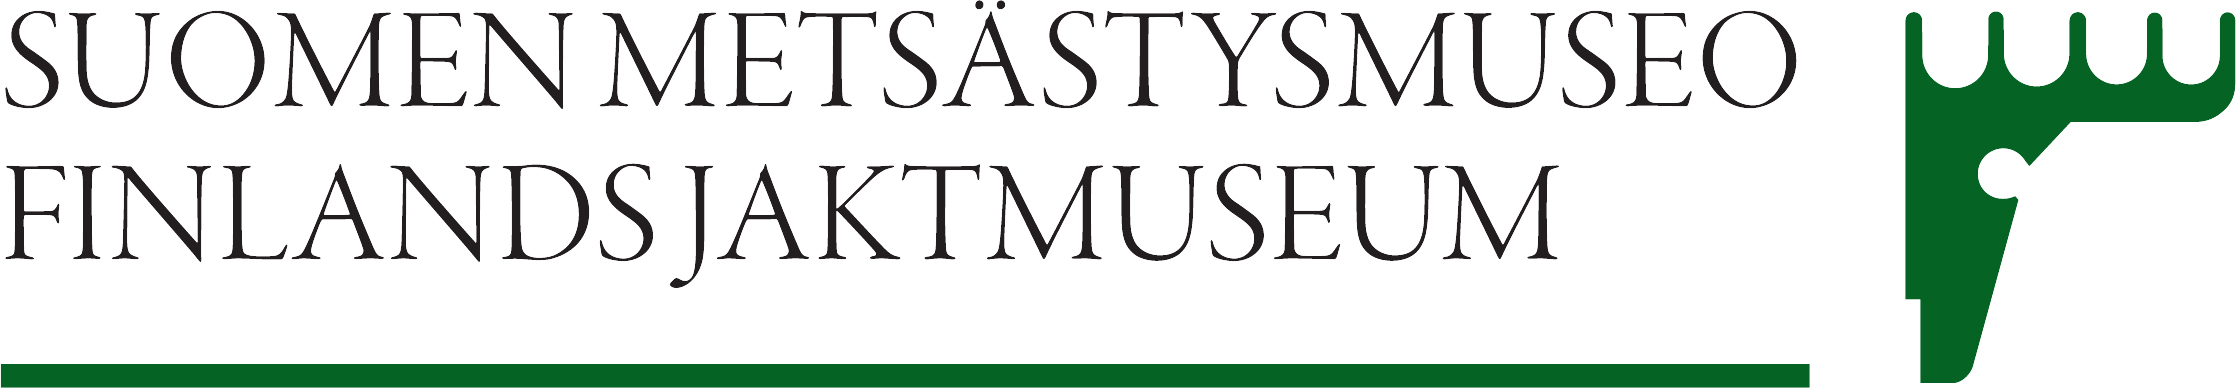 SUOMEN METSÄSTYSMUSEO
FINLANDS JAKTMUSEUM